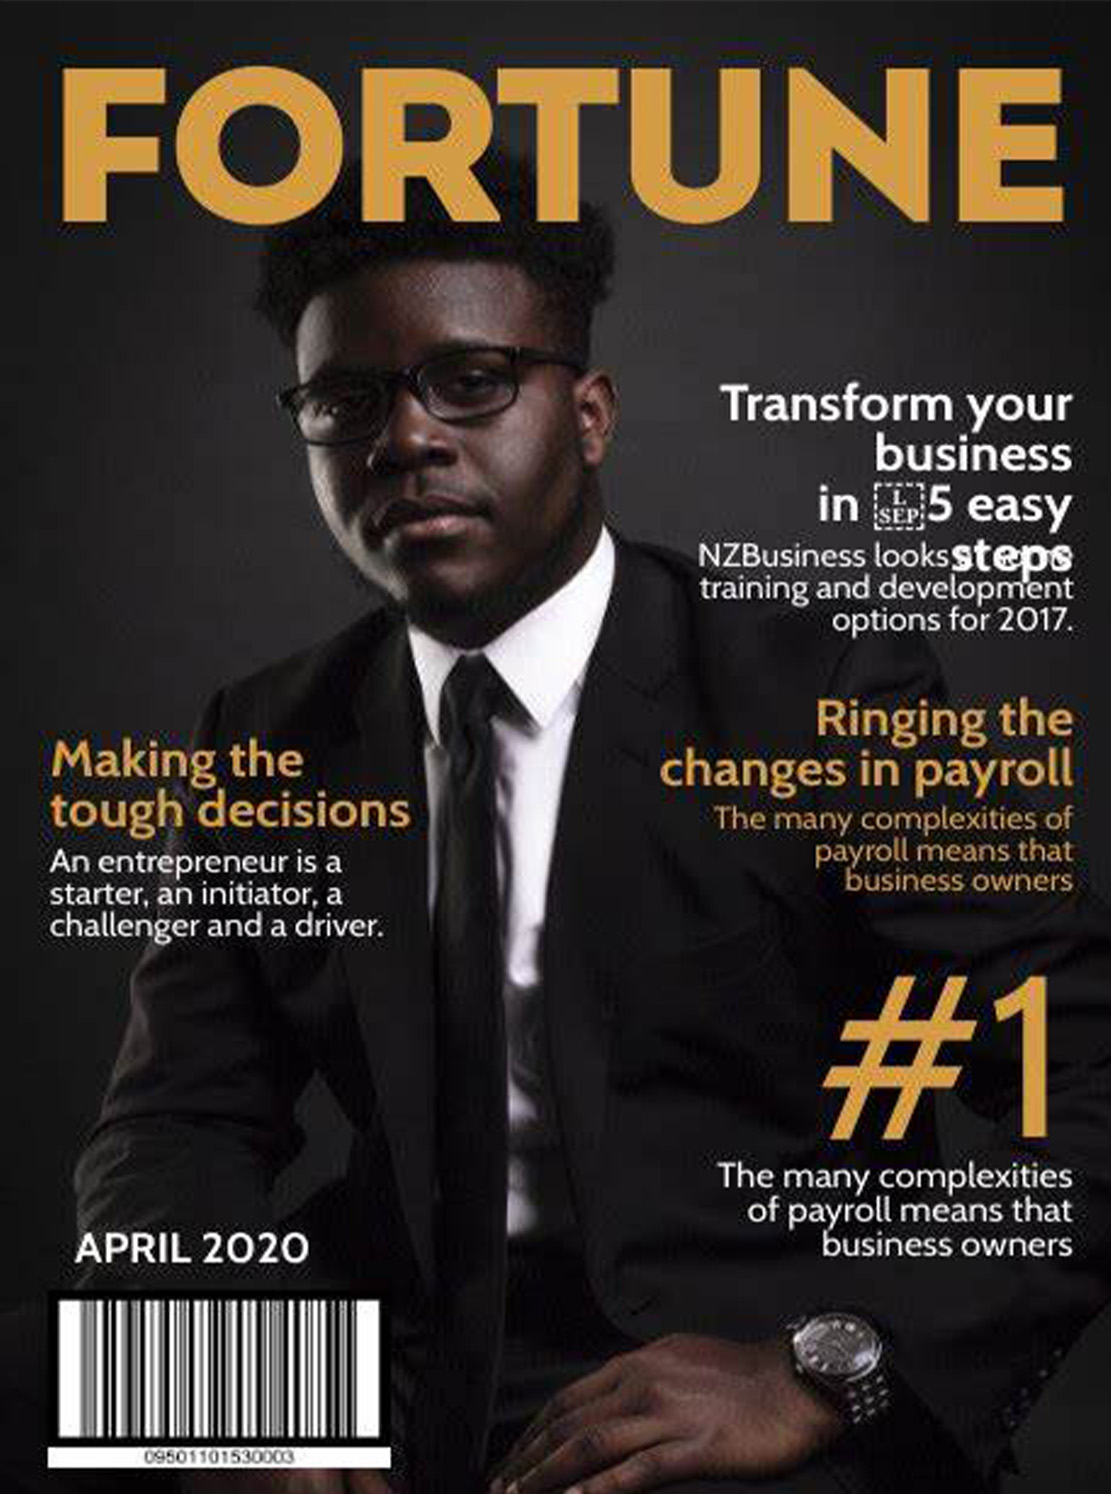 FORTUNE
Transform your
business
in L SEP 5 easy
steps
NZBusiness looks
training and development
options for 2017.
Ringing the
changes in payroll
The many complexities of
payroll means that
business owners
Making the
tough decisions
An entrepreneur is a
starter, an initiator, a
challenger and a driver.
#1
The many complexities
of payroll means that
business owners
APRIL 2020
09501101530003